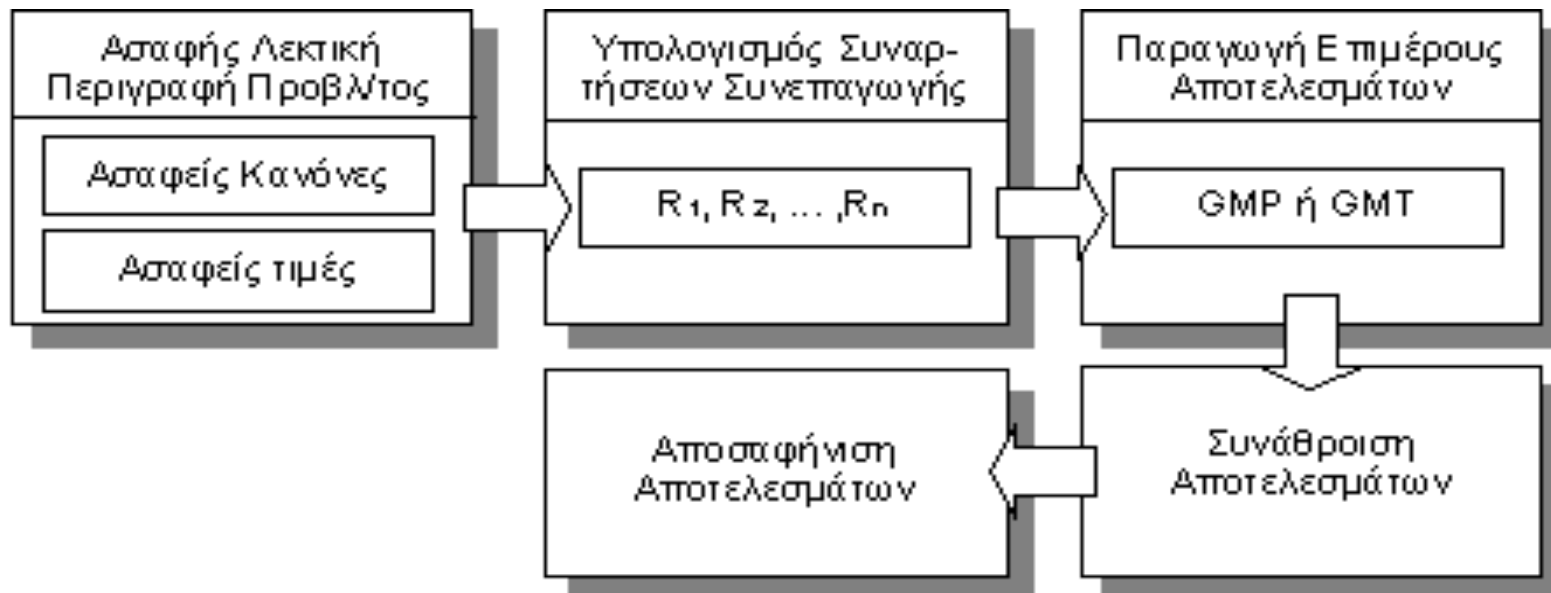 Ασαφής Λεκτική
Περιγραφή Προβλ/τος
Ασαφείς Κανόνες
Ασαφείς τιμές
Υπολογισμός Συναρ-
τήσεων Συνεπαγωγής
R₁, R₂, ... ,Rₙ
Παραγωγή Επιμέρους
Αποτελεσμάτων
GMP ή GMT
Συνάθροιση
Αποτελεσμάτων
Αποσαφήνιση
Αποτελεσμάτων